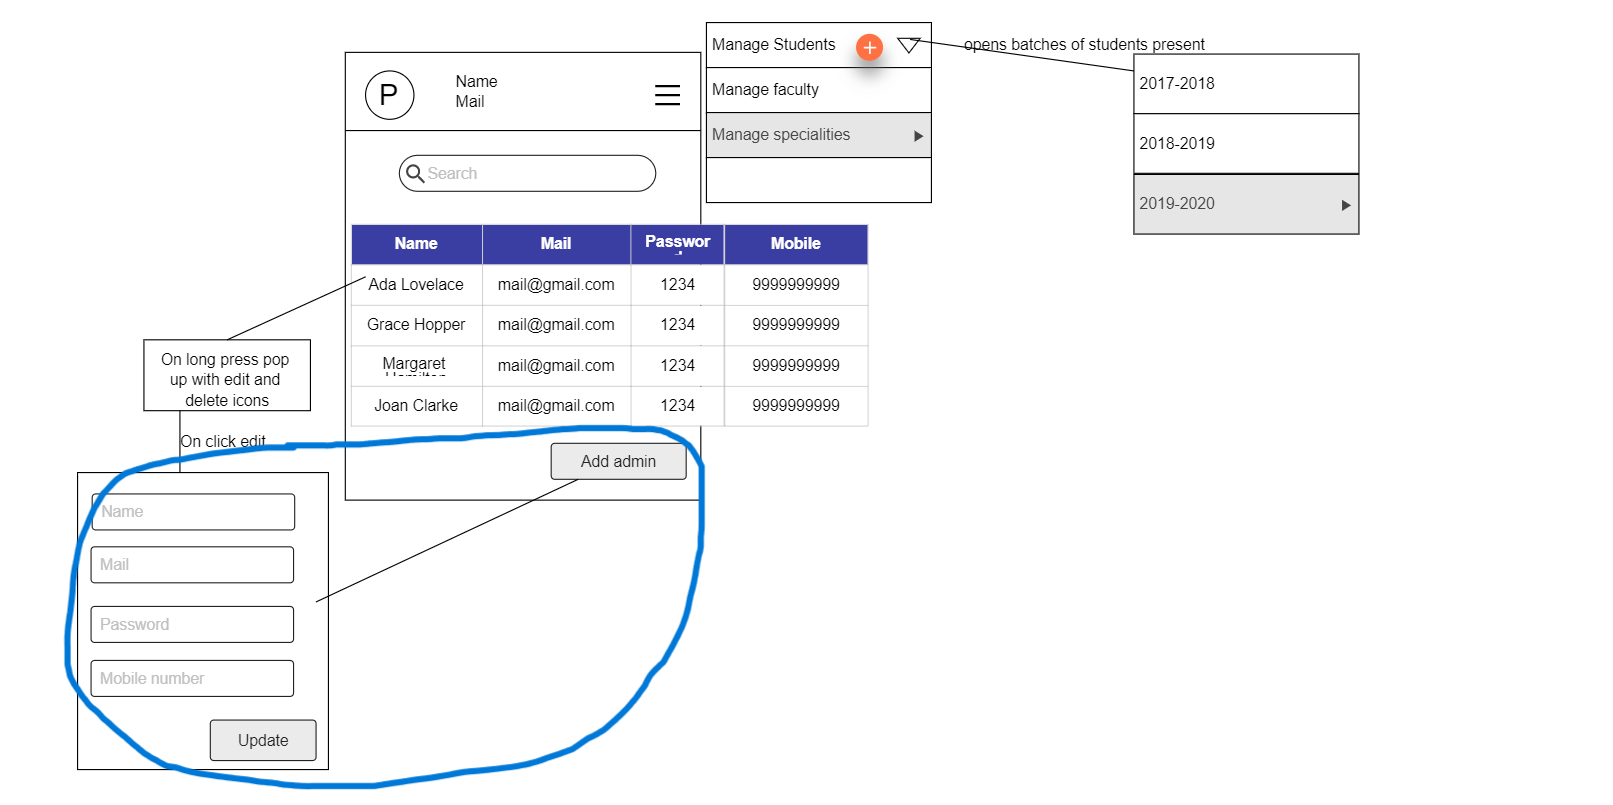 Manage Students
opens batches of students present
P
Name
Mail
2017-2018
Manage faculty
Manage specialities
2018-2019
Search
2019-2020
Name Mail Mobile
Ada Lovelace mail@gmail.com 1234 9999999999
Grace Hopper mail@gmail.com 1234 9999999999
Margaret mail@gmail.com 1234 9999999999
Joan Clarke mail@gmail.com 1234 9999999999
On long press pop
up with edit and
delete icons
On click edit
Add admin
Name
Mail
Password
Mobile number
Update